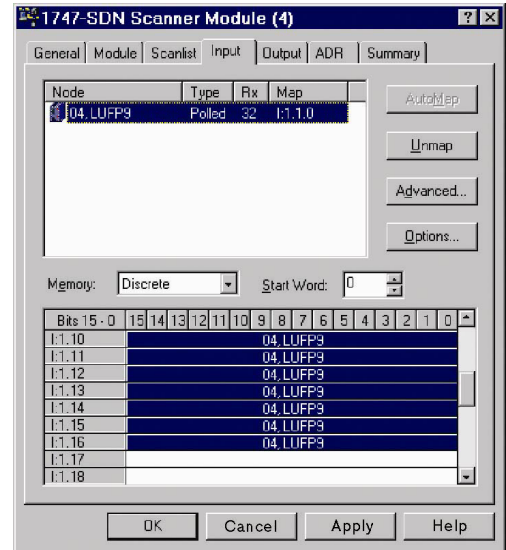 1747-SDN Scanner Module (4)
General Module Scanlist Input Output ADR Summary
Node Type Rx Map
04, LUFP9 Polled 32 I:1.1.0
AutoMap
Unmap
Advanced...
Options...
Memory: Discrete Start Word: 0
Bits 15 - 0 15 14 13 12 11 10 9 8 7 6 5 4 3 2 1 0
I:1.10 04, LUFP9
I:1.11 04, LUFP9
I:1.12 04, LUFP9
I:1.13 04, LUFP9
I:1.14 04, LUFP9
I:1.15 04, LUFP9
I:1.16 04, LUFP9
I:1.17
I:1.18
OK Cancel Apply Help